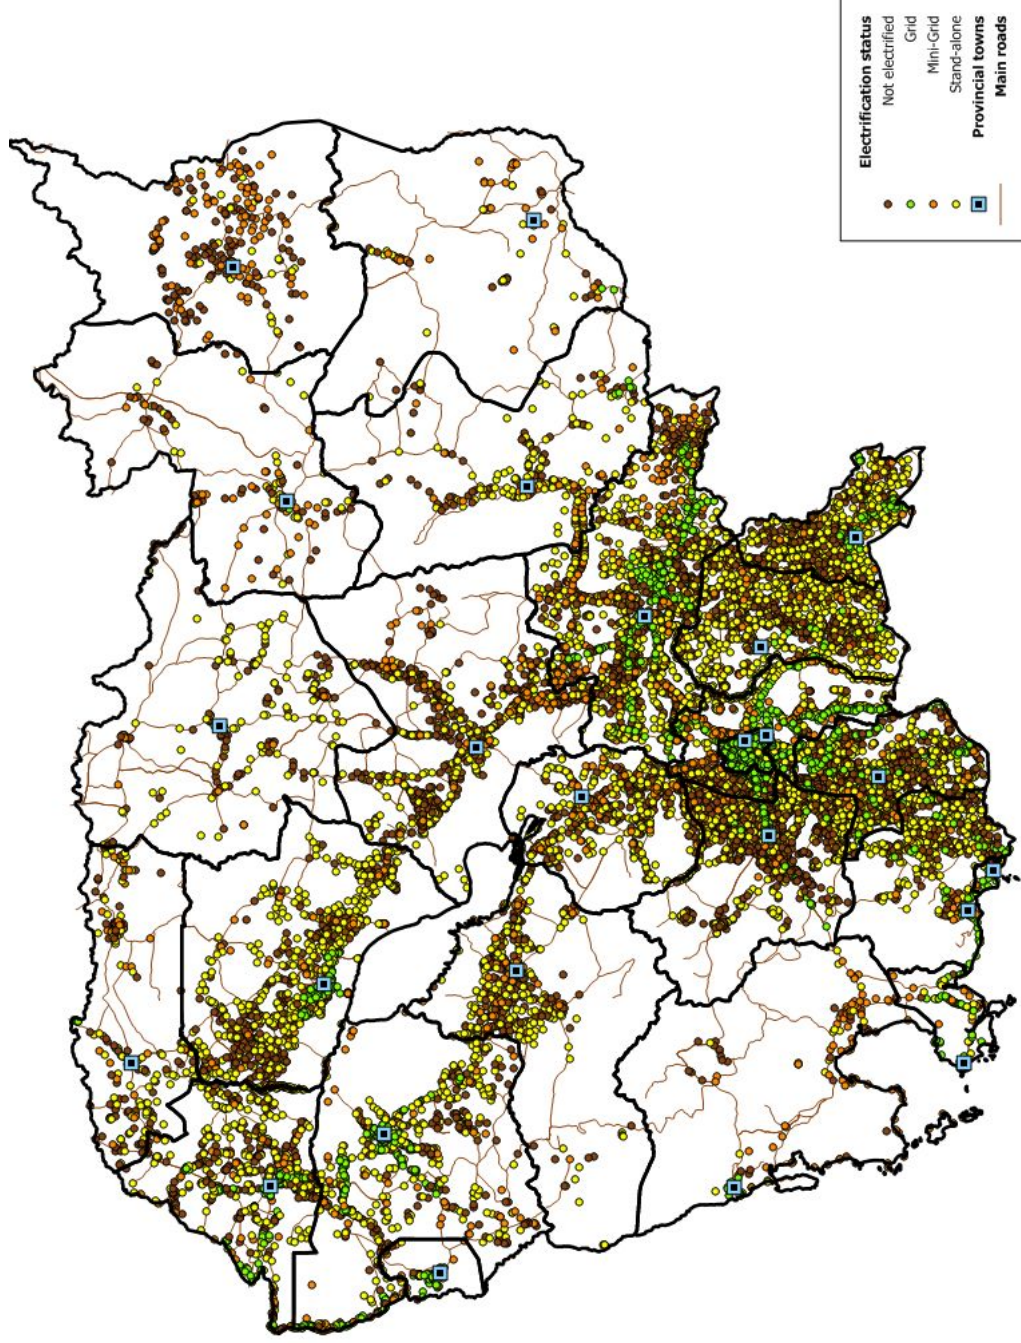 Electrification status
Not electrified
Grid
Mini-Grid
Stand-alone
Provincial towns
Main roads